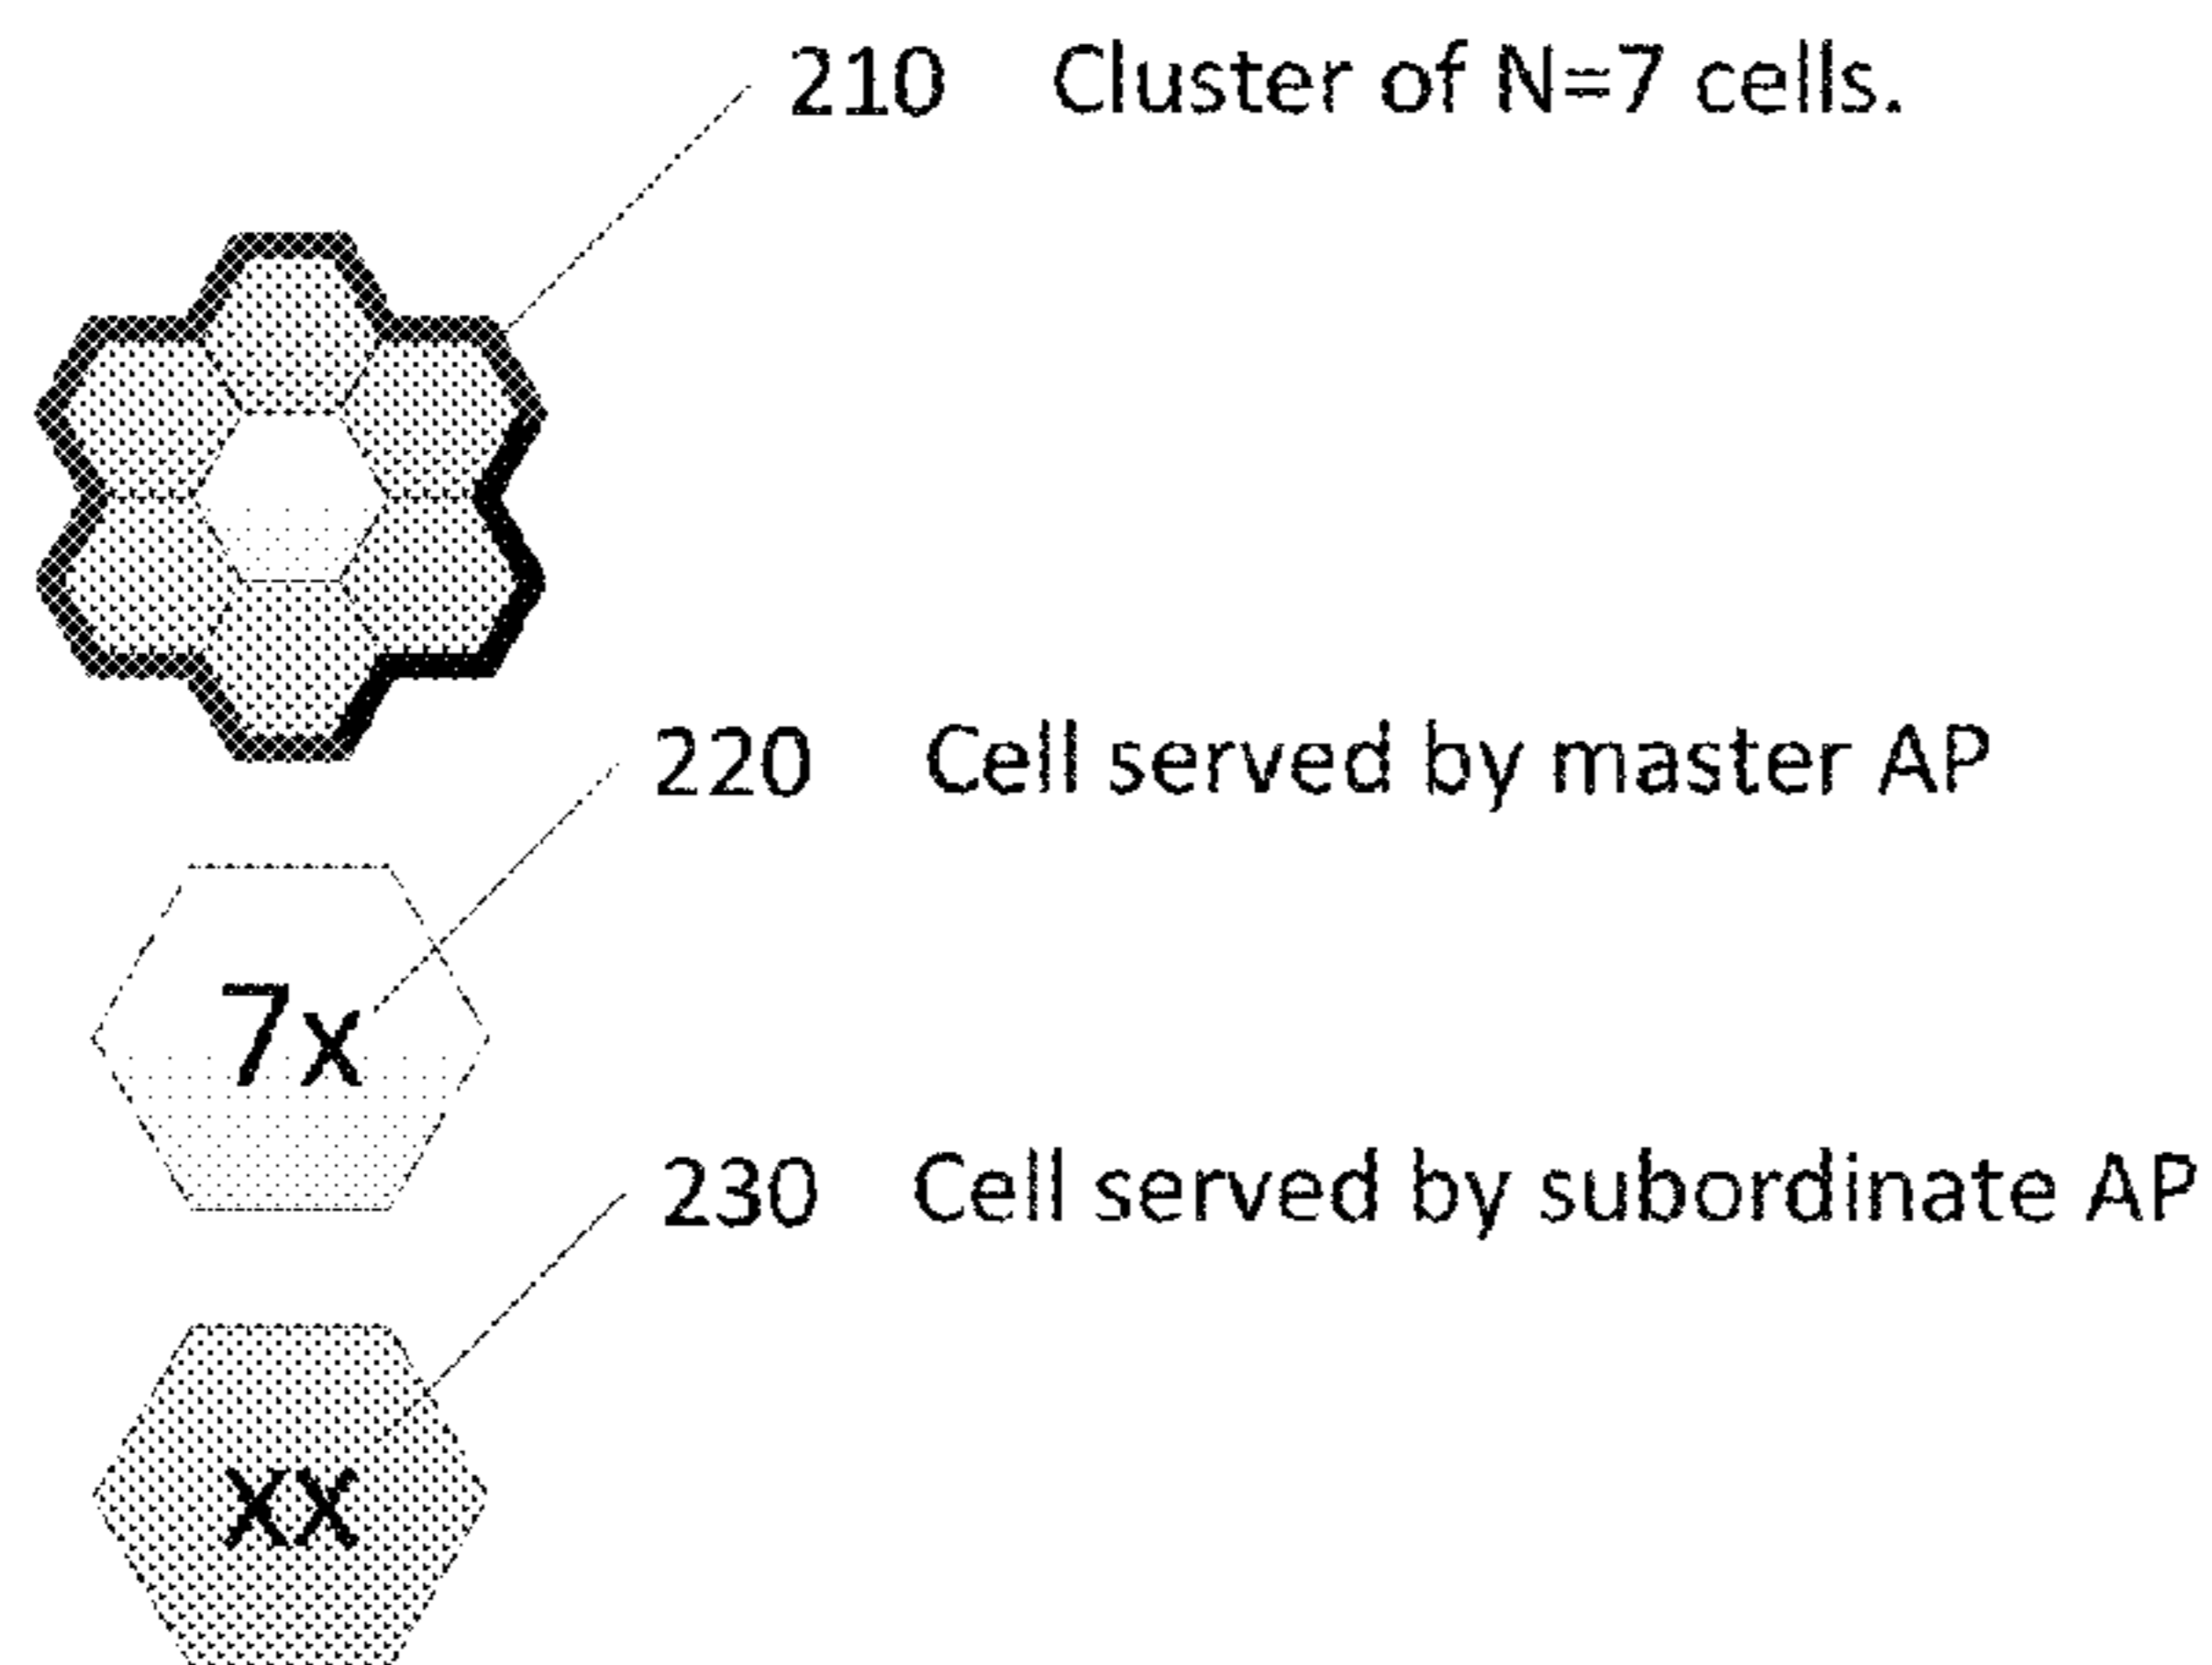 210 Cluster of N=7 cells.
220 Cell served by master AP
7x
230 Cell served by subordinate AP
xx